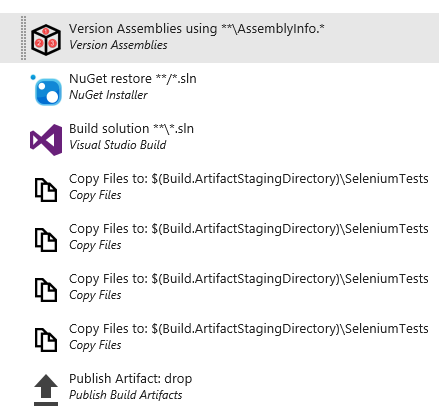 Version Assemblies using **\AssemblyInfo.*
Version Assemblies
NuGet restore **/*.sln
NuGet Installer
Build solution **\*.sln
Visual Studio Build
Copy Files to: $(Build.ArtifactStagingDirectory)\SeleniumTests
Copy Files
Copy Files to: $(Build.ArtifactStagingDirectory)\SeleniumTests
Copy Files
Copy Files to: $(Build.ArtifactStagingDirectory)\SeleniumTests
Copy Files
Copy Files to: $(Build.ArtifactStagingDirectory)\SeleniumTests
Copy Files
Publish Artifact: drop
Publish Build Artifacts